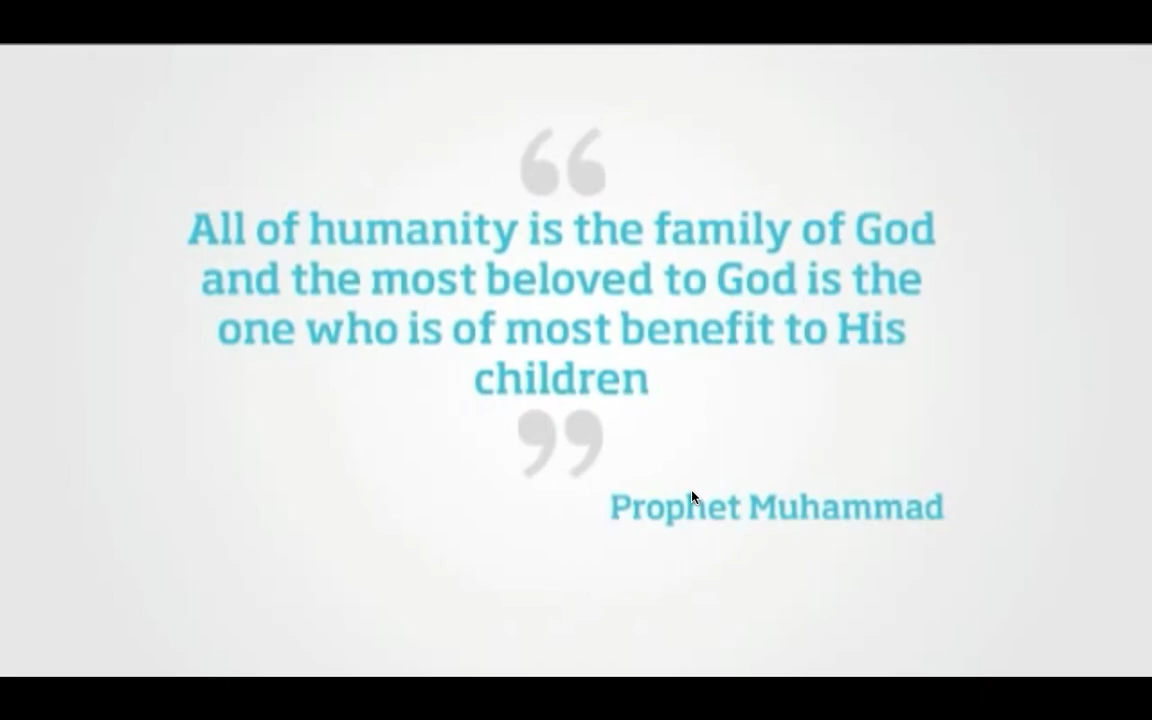 “
All of humanity is the family of God
and the most beloved to God is the
one who is of most benefit to His
children
”
Prophet Muhammad